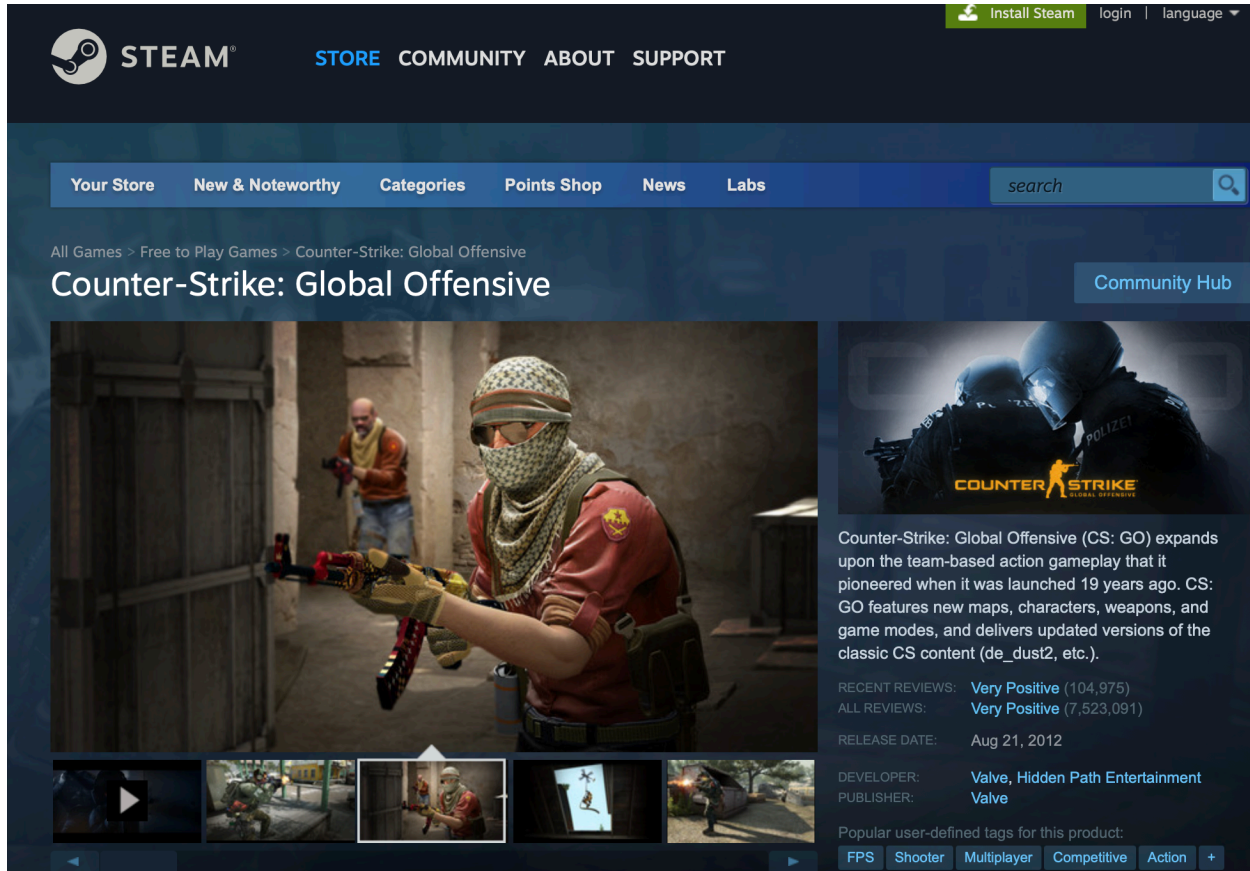 Install Steam
login | language
STEAM®
STORE COMMUNITY ABOUT SUPPORT
Your Store New & Noteworthy Categories Points Shop News Labs
search
All Games > Free to Play Games > Counter-Strike: Global Offensive
Counter-Strike: Global Offensive
Community Hub
POLIZEI
COUNTER STRIKE
GLOBAL OFFENSIVE
Counter-Strike: Global Offensive (CS: GO) expands
upon the team-based action gameplay that it
pioneered when it was launched 19 years ago. CS:
GO features new maps, characters, weapons, and
game modes, and delivers updated versions of the
classic CS content (de_dust2, etc.).
RECENT REVIEWS: Very Positive (104,975)
ALL REVIEWS: Very Positive (7,523,091)
RELEASE DATE: Aug 21, 2012
DEVELOPER: Valve, Hidden Path Entertainment
PUBLISHER: Valve
Popular user-defined tags for this product:
FPS Shooter Multiplayer Competitive Action +